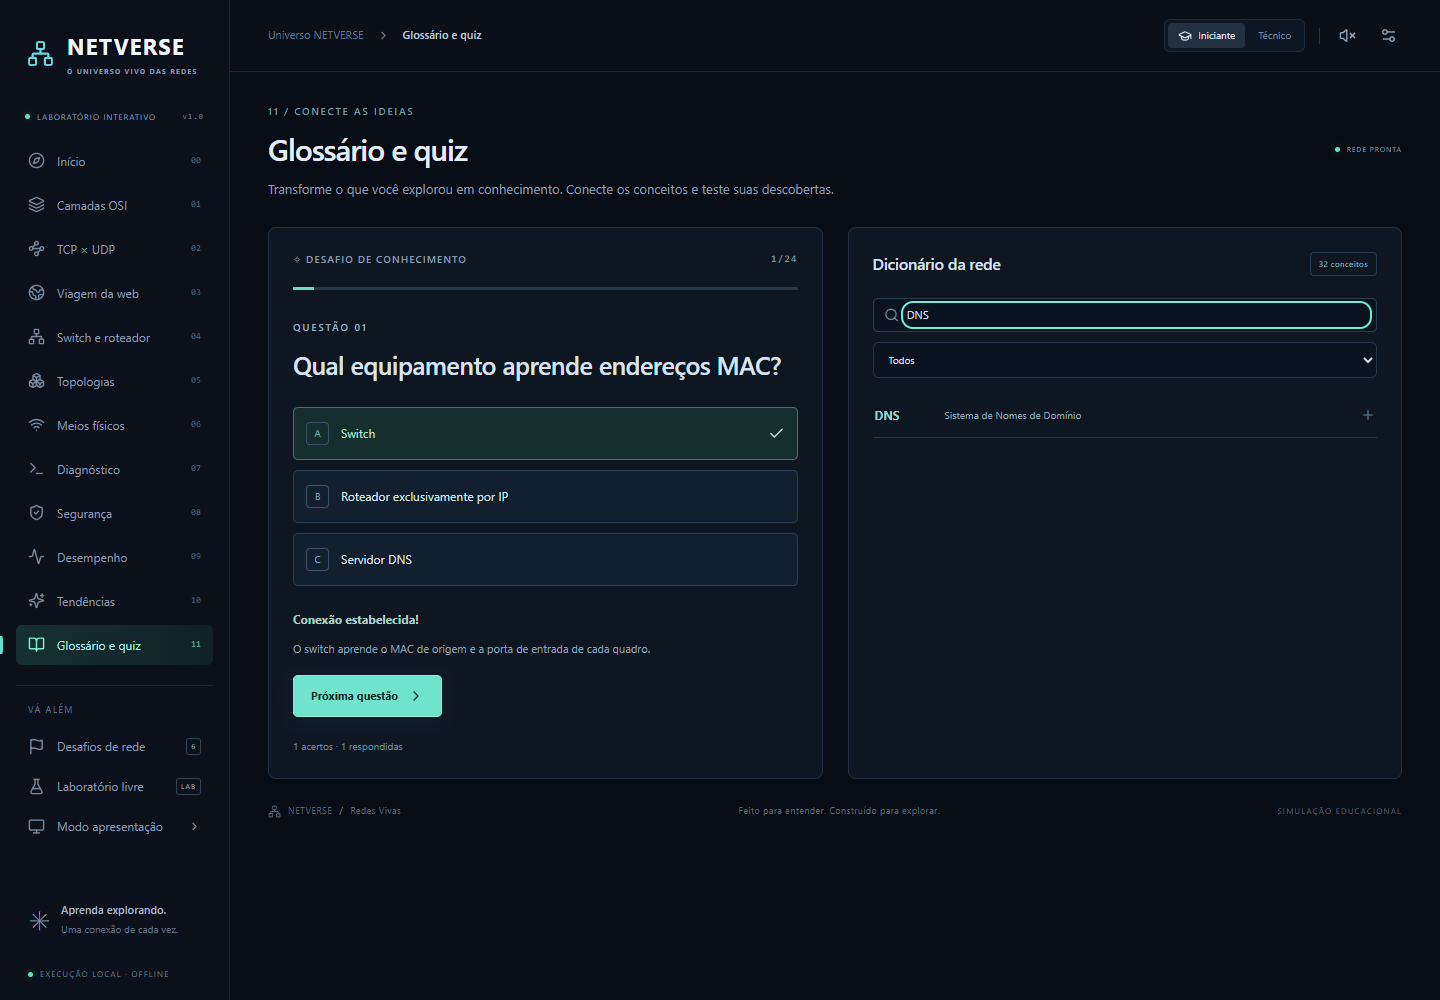 NETVERSE
O UNIVERSO VIVO DAS REDES
LABORATÓRIO INTERATIVO v1.0
Início 00
Camadas OSI 01
TCP × UDP 02
Viagem da web 03
Switch e roteador 04
Topologias 05
Meios físicos 06
Diagnóstico 07
Segurança 08
Desempenho 09
Tendências 10
Glossário e quiz 11
VÁ ALÉM
Desafios de rede 6
Laboratório livre LAB
Modo apresentação
Aprenda explorando.
Uma conexão de cada vez.
EXECUÇÃO LOCAL · OFFLINE
Universo NETVERSE > Glossário e quiz
Iniciante Técnico
11 / CONECTE AS IDEIAS
Glossário e quiz
REDE PRONTA
Transforme o que você explorou em conhecimento. Conecte os conceitos e teste suas descobertas.
✧ DESAFIO DE CONHECIMENTO 1/24
QUESTÃO 01
Qual equipamento aprende endereços MAC?
A Switch
B Roteador exclusivamente por IP
C Servidor DNS
Conexão estabelecida!
O switch aprende o MAC de origem e a porta de entrada de cada quadro.
Próxima questão
1 acertos · 1 respondidas
Dicionário da rede 32 conceitos
DNS
Todos
DNS Sistema de Nomes de Domínio
NETVERSE / Redes Vivas
Feito para entender. Construído para explorar.
SIMULAÇÃO EDUCACIONAL